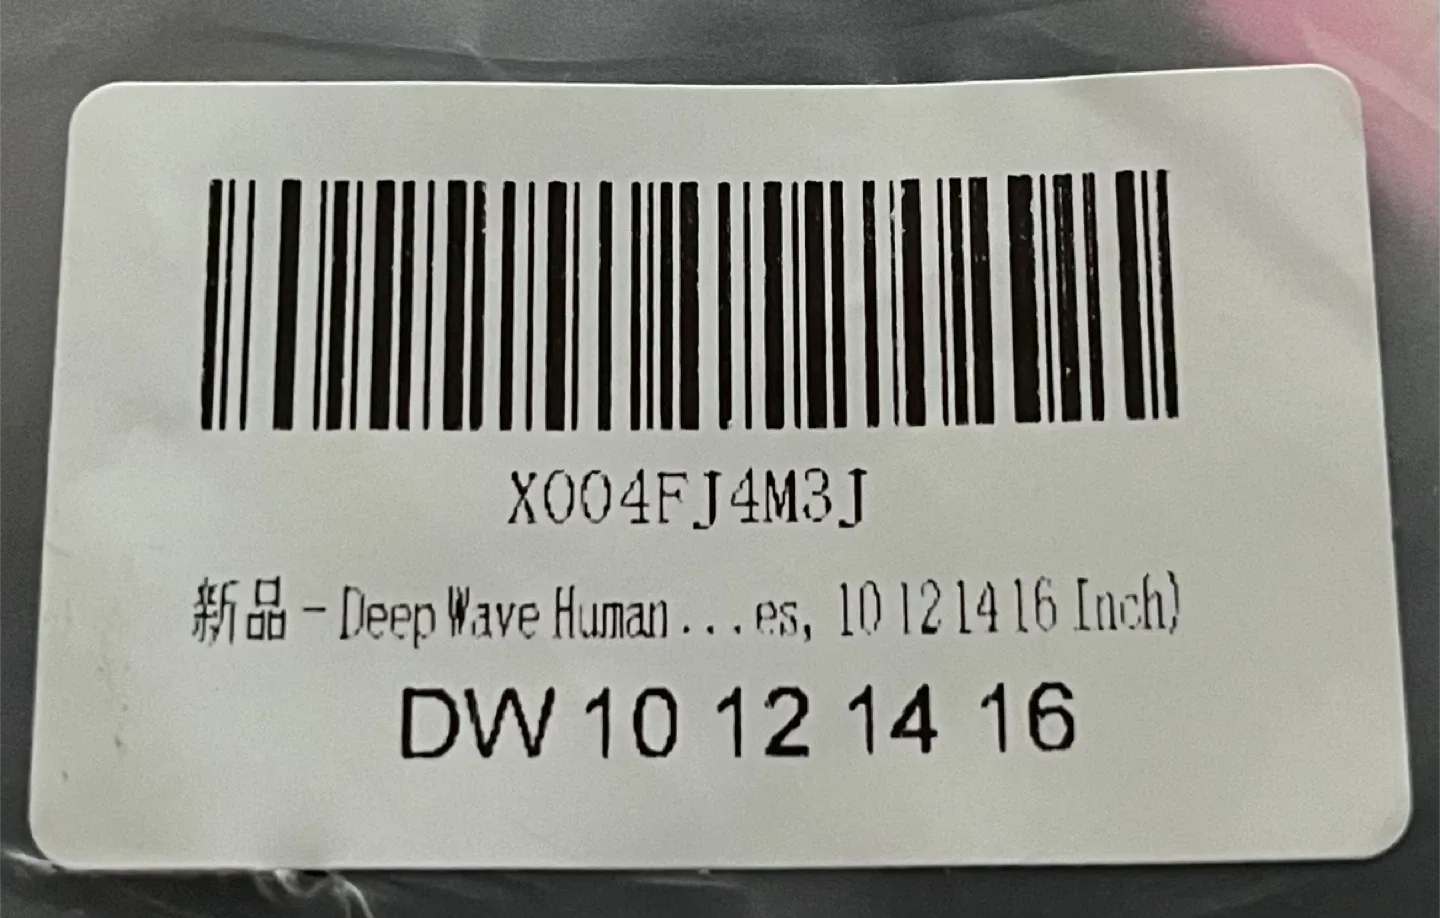 X004FJ4M3J
新品 - Deep Wave Human ... es, 10 12 14 16 Inch)
DW 10 12 14 16